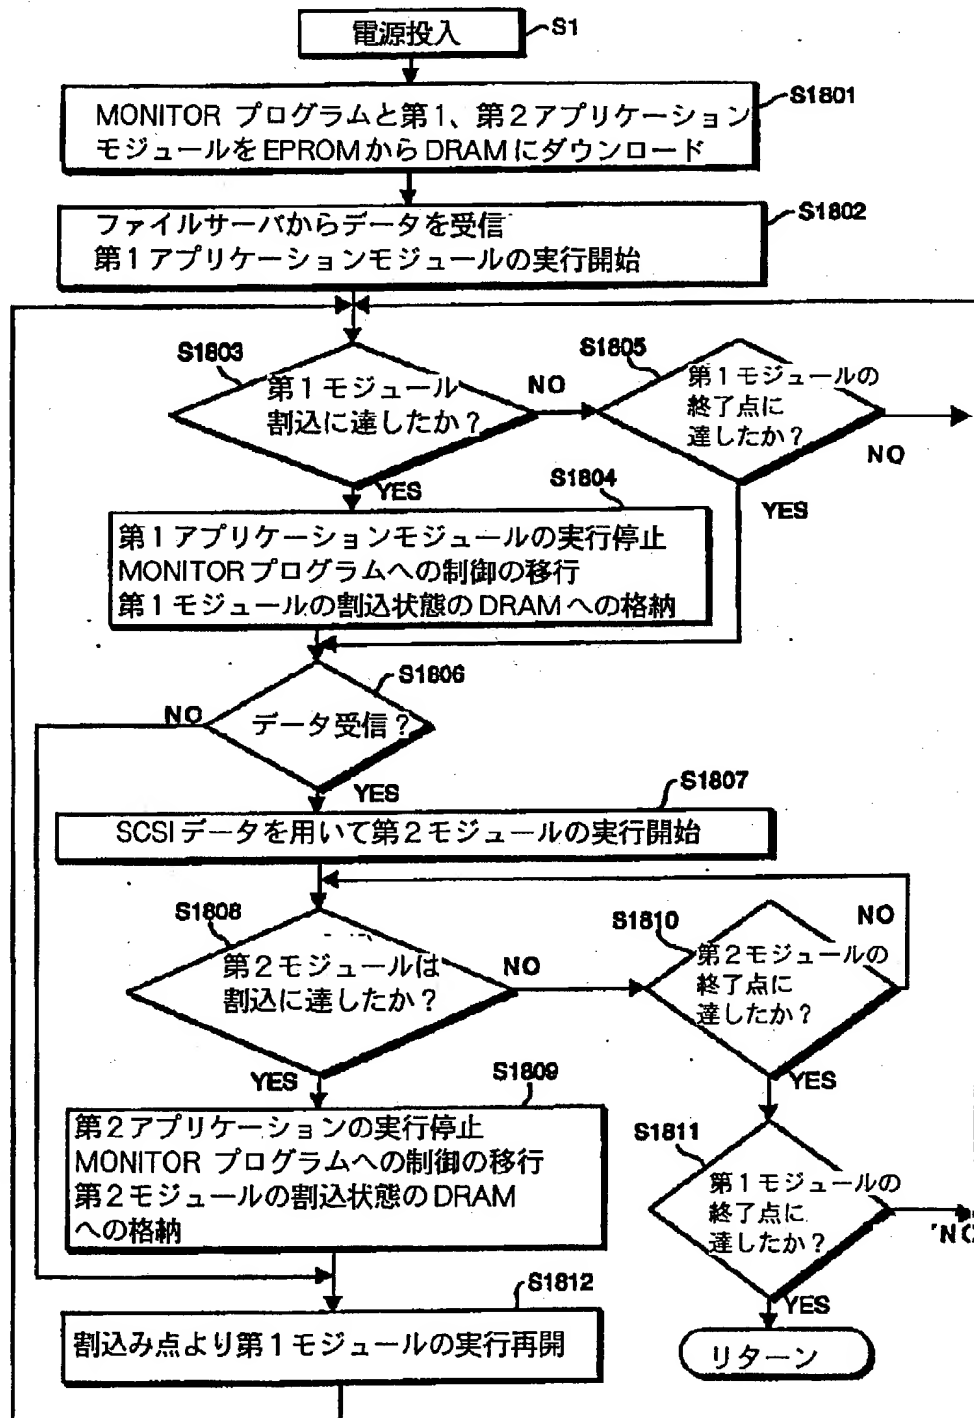 電源投入
S1
S1801
MONITOR プログラムと第1、第2アプリケーション
モジュールをEPROMからDRAMにダウンロード
S1802
ファイルサーバからデータを受信
第1アプリケーションモジュールの実行開始
S1803
第1モジュール
割込に達したか?
NO
YES
S1805
第1モジュールの
終了点に
達したか?
NO
YES
S1804
第1アプリケーションモジュールの実行停止
MONITORプログラムへの制御の移行
第1モジュールの割込状態のDRAMへの格納
S1806
データ受信?
NO
YES
S1807
SCSIデータを用いて第2モジュールの実行開始
S1808
第2モジュールは
割込に達したか?
NO
YES
S1810
第2モジュールの
終了点に
達したか?
NO
YES
S1809
第2アプリケーションの実行停止
MONITOR プログラムへの制御の移行
第2モジュールの割込状態のDRAM
への格納
S1811
第1モジュールの
終了点に
達したか?
NO
YES
S1812
割込み点より第1モジュールの実行再開
リターン